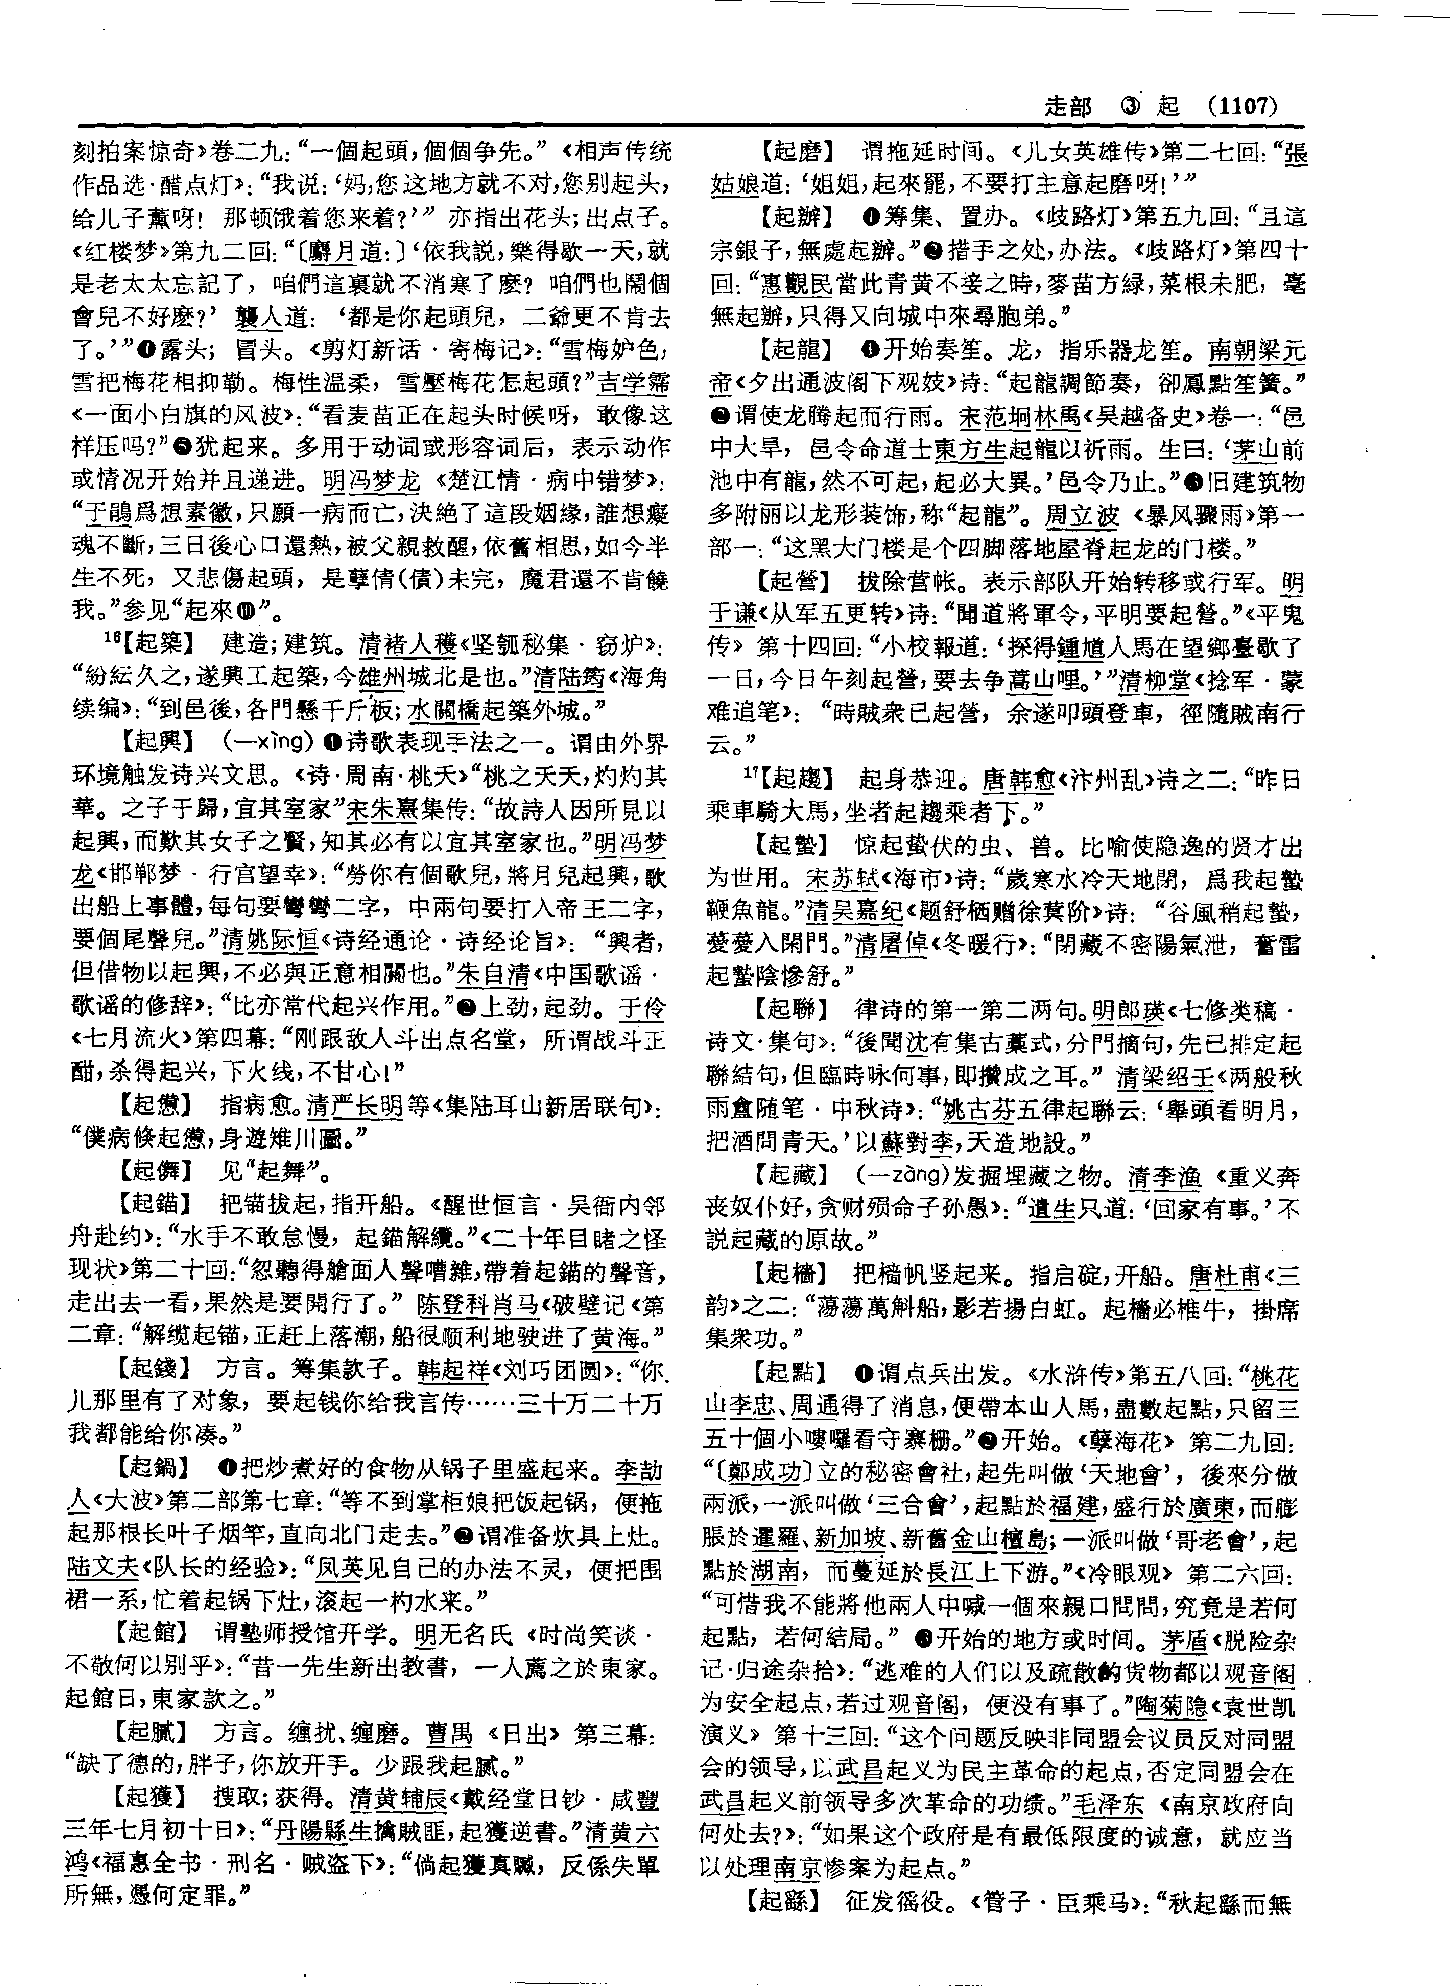 走部 ③ 起 (1107)
刻拍案惊奇》卷二九：“一個起頭，個個争先。”《相声传统
作品选·醋点灯》：“我说：‘妈，您这地方就不对，您别起头，
给儿子薰呀！那顿饿着您来着？’”亦指出花头；出点子。
《红楼梦》第九二回：“〔麝月道：〕‘依我説，樂得歇一天，就
是老太太忘記了，咱們這裏就不消寒了麽？咱們也鬧個
會兒不好麽？’襲人道：‘都是你起頭兒，二爺更不肯去
了。’”❹露头；冒头。《剪灯新话·寄梅记》：“雪梅妒色，
雪把梅花相抑勒。梅性温柔，雪壓梅花怎起頭？”吉学霈
《一面小白旗的风波》：“看麦苗正在起头时候呀，敢像这
样压吗？”❺犹起来。多用于动词或形容词后，表示动作
或情况开始并且递进。明冯梦龙《楚江情·病中错梦》：
“于鵑爲想素徽，只願一病而亡，決絶了這段姻緣，誰想癡
魂不斷，三日後心口還熱，被父親救醒，依舊相思，如今半
生不死，又悲傷起頭，是孽倩(債)未完，魔君還不肯饒
我。”参见“起來⓾”。
¹⁶【起築】 建造；建筑。清褚人穫《坚瓠秘集·窃炉》：
“紛紜久之，遂興工起築，今雄州城北是也。”清陆筠《海角
续编》：“到邑後，各門懸千斤板；水關橋起築外城。”
【起興】 (—xìng)❶诗歌表现手法之一。谓由外界
环境触发诗兴文思。《诗·周南·桃夭》“桃之夭夭，灼灼其
華。之子于歸，宜其室家”宋朱熹集传：“故詩人因所見以
起興，而歎其女子之賢，知其必有以宜其室家也。”明冯梦
龙《邯郸梦·行宫望幸》：“勞你有個歌兒，將月兒起興，歌
出船上事體，每句要彎彎二字，中兩句要打入帝王二字，
要個尾聲兒。”清姚际恒《诗经通论·诗经论旨》：“興者，
但借物以起興，不必與正意相關也。”朱自清《中国歌谣·
歌谣的修辞》：“比亦常代起兴作用。”❷上劲，起劲。于伶
《七月流火》第四幕：“刚跟敌人斗出点名堂，所谓战斗正
酣，杀得起兴，下火线，不甘心！”
【起憊】 指病愈。清严长明等《集陆耳山新居联句》：
“僕病倏起憊，身遊雉川圖。”
【起儛】 见“起舞”。
【起錨】 把锚拔起，指开船。《醒世恒言·吴衙内邻
舟赴约》：“水手不敢怠慢，起錨解纜。”《二十年目睹之怪
现状》第二十回：“忽聽得艙面人聲嘈雜，帶着起錨的聲音，
走出去一看，果然是要開行了。”陈登科肖马《破壁记《第
二章：“解缆起锚，正赶上落潮，船很顺利地驶进了黄海。”
【起錢】 方言。筹集款子。韩起祥《刘巧团圆》：“你
儿那里有了对象，要起钱你给我言传……三十万二十万
我都能给你凑。”
【起鍋】 ❶把炒煮好的食物从锅子里盛起来。李劼
人《大波》第二部第七章：“等不到掌柜娘把饭起锅，便拖
起那根长叶子烟竿，直向北门走去。”❷谓准备炊具上灶。
陆文夫《队长的经验》：“凤英见自己的办法不灵，便把围
裙一系，忙着起锅下灶，滚起一杓水来。”
【起館】 谓塾师授馆开学。明无名氏《时尚笑谈·
不敬何以别乎》：“昔一先生新出教書，一人薦之於東家。
起館日，東家款之。”
【起膩】 方言。缠扰、缠磨。曹禺《日出》第三幕：
“缺了德的，胖子，你放开手。少跟我起腻。”
【起獲】 搜取；获得。清黄辅辰《戴经堂日钞·咸豐
三年七月初十日》：“丹陽縣生擒賊匪，起獲逆書。”清黄六
鸿《福惠全书·刑名·贼盗下》：“倘起獲真贓，反係失單
所無，憑何定罪。”
【起磨】 谓拖延时间。《儿女英雄传》第二七回：“張
姑娘道：‘姐姐，起來罷，不要打主意起磨呀！’”
【起辦】 ❶筹集、置办。《歧路灯》第五九回：“且這
宗銀子，無處起辦。”❷措手之处，办法。《歧路灯》第四十
回：“惠觀民當此青黄不接之時，麥苗方緑，菜根未肥，毫
無起辦，只得又向城中來尋胞弟。”
【起龍】 ❶开始奏笙。龙，指乐器龙笙。南朝梁元
帝《夕出通波阁下观妓》诗：“起龍調節奏，卻鳳點笙簧。”
❷谓使龙腾起而行雨。宋范坰林禹《吴越备史》卷一：“邑
中大旱，邑令命道士東方生起龍以祈雨。生曰：‘茅山前
池中有龍，然不可起，起必大異。’邑令乃止。”❸旧建筑物
多附丽以龙形装饰，称“起龍”。周立波《暴风骤雨》第一
部一：“这黑大门楼是个四脚落地屋脊起龙的门楼。”
【起營】 拔除营帐。表示部队开始转移或行军。明
于谦《从军五更转》诗：“聞道將軍令，平明要起營。”《平鬼
传》第十四回：“小校報道：‘探得鍾馗人馬在望鄉臺歇了
一日，今日午刻起營，要去争蒿山哩。’”清柳堂《捻军·蒙
难追笔》：“時賊衆已起營，余遂叩頭登車，徑隨賊南行
云。”
¹⁷【起趨】 起身恭迎。唐韩愈《汴州乱》诗之二：“昨日
乘車騎大馬，坐者起趨乘者下。”
【起蟄】 惊起蛰伏的虫、兽。比喻使隐逸的贤才出
为世用。宋苏轼《海市》诗：“歲寒水冷天地閉，爲我起蟄
鞭魚龍。”清吴嘉纪《题舒栖赠徐蓂阶》诗：“谷風稍起蟄，
薆薆入閑門。”清屠倬《冬暖行》：“閉藏不密陽氣泄，奮雷
起蟄陰慘舒。”
【起聯】 律诗的第一第二两句。明郎瑛《七修类稿·
诗文·集句》：“後聞沈有集古藁式，分門摘句，先已排定起
聯結句，但臨時咏何事，即攢成之耳。”清梁绍壬《两般秋
雨盦随笔·中秋诗》：“姚古芬五律起聯云：‘舉頭看明月，
把酒問青天。’以蘇對李，天造地設。”
【起藏】 (—zàng)发掘埋藏之物。清李渔《重义奔
丧奴仆好，贪财殒命子孙愚》：“遺生只道：‘回家有事。’不
説起藏的原故。”
【起檣】 把樯帆竖起来。指启碇，开船。唐杜甫《三
韵》之二：“蕩蕩萬斛船，影若揚白虹。起檣必椎牛，掛席
集衆功。”
【起點】 ❶谓点兵出发。《水浒传》第五八回：“桃花
山李忠、周通得了消息，便帶本山人馬，盡數起點，只留三
五十個小嘍囉看守寨栅。”❷开始。《孽海花》第二九回：
“〔鄭成功〕立的秘密會社，起先叫做‘天地會’，後來分做
兩派，一派叫做‘三合會’，起點於福建，盛行於廣東，而膨
脹於暹羅、新加坡、新舊金山檀島；一派叫做‘哥老會’，起
點於湖南，而蔓延於長江上下游。”《冷眼观》第二六回：
“可惜我不能將他兩人中喊一個來親口問問，究竟是若何
起點，若何結局。”❸开始的地方或时间。茅盾《脱险杂
记·归途杂拾》：“逃难的人们以及疏散的货物都以观音阁
为安全起点，若过观音阁，便没有事了。”陶菊隐《袁世凯
演义》第十三回：“这个问题反映非同盟会议员反对同盟
会的领导，以武昌起义为民主革命的起点，否定同盟会在
武昌起义前领导多次革命的功绩。”毛泽东《南京政府向
何处去？》：“如果这个政府是有最低限度的诚意，就应当
以处理南京惨案为起点。”
【起繇】 征发徭役。《管子·臣乘马》：“秋起繇而無